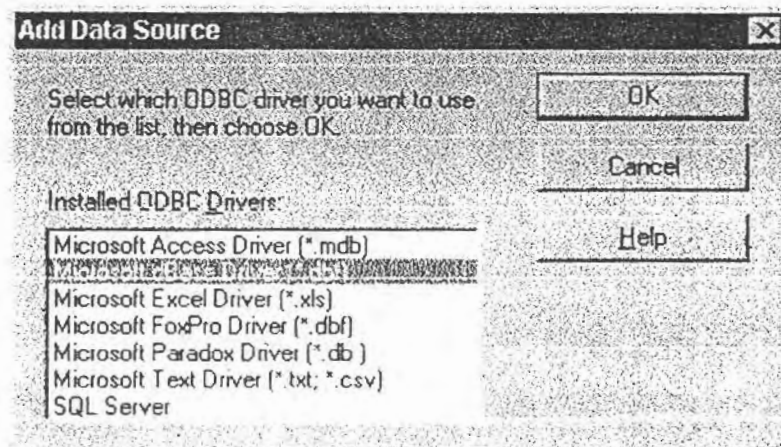 Add Data Source
Select which ODBC driver you want to use
from the list, then choose OK.
OK
Cancel
Help
Installed ODBC Drivers:
Microsoft Access Driver (*.mdb)
Microsoft Excel Driver (*.xls)
Microsoft FoxPro Driver (*.dbf)
Microsoft Paradox Driver (*.db )
Microsoft Text Driver (*.txt; *.csv)
SQL Server